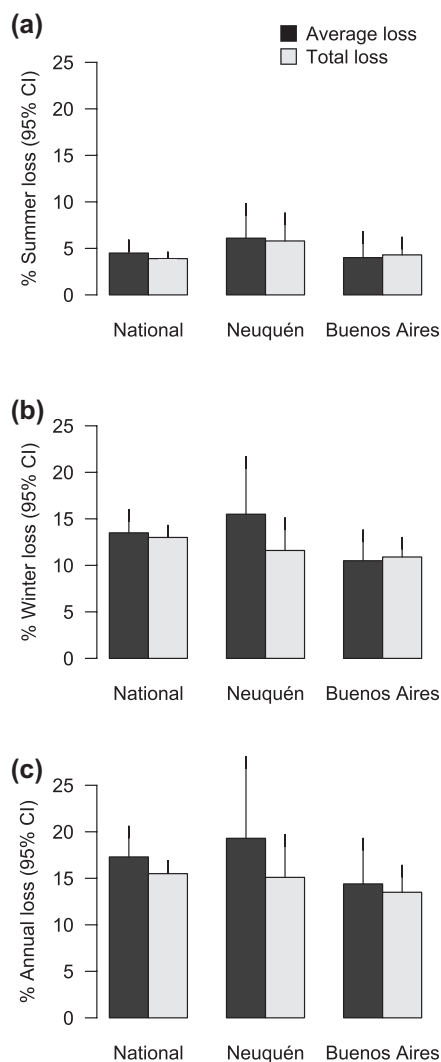 (a)
Average loss
Total loss
% Summer loss (95% CI)
25
20
15
10
5
0
National Neuquén Buenos Aires
(b)
% Winter loss (95% CI)
25
20
15
10
5
0
National Neuquén Buenos Aires
(c)
% Annual loss (95% CI)
25
20
15
10
5
0
National Neuquén Buenos Aires